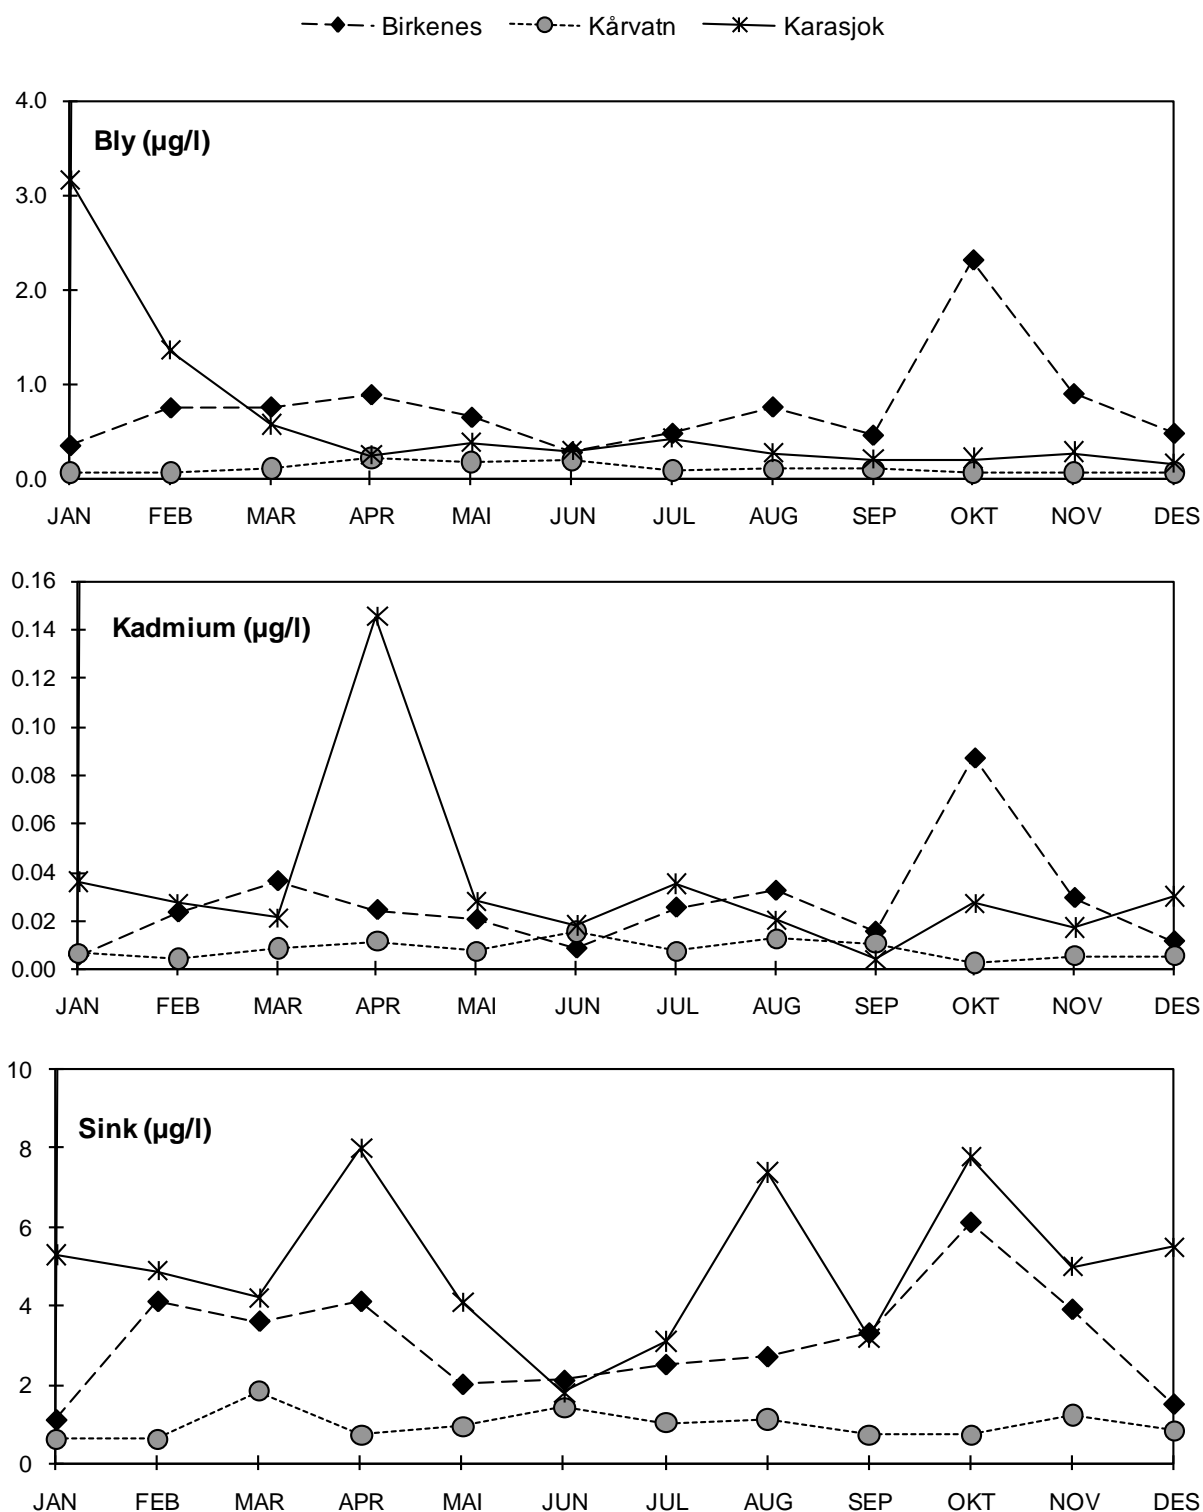 Birkenes Kårvatn Karasjok
Bly (µg/l)
4.0
3.0
2.0
1.0
0.0
JAN FEB MAR APR MAI JUN JUL AUG SEP OKT NOV DES
Kadmium (µg/l)
0.16
0.14
0.12
0.10
0.08
0.06
0.04
0.02
0.00
JAN FEB MAR APR MAI JUN JUL AUG SEP OKT NOV DES
Sink (µg/l)
10
8
6
4
2
0
JAN FEB MAR APR MAI JUN JUL AUG SEP OKT NOV DES